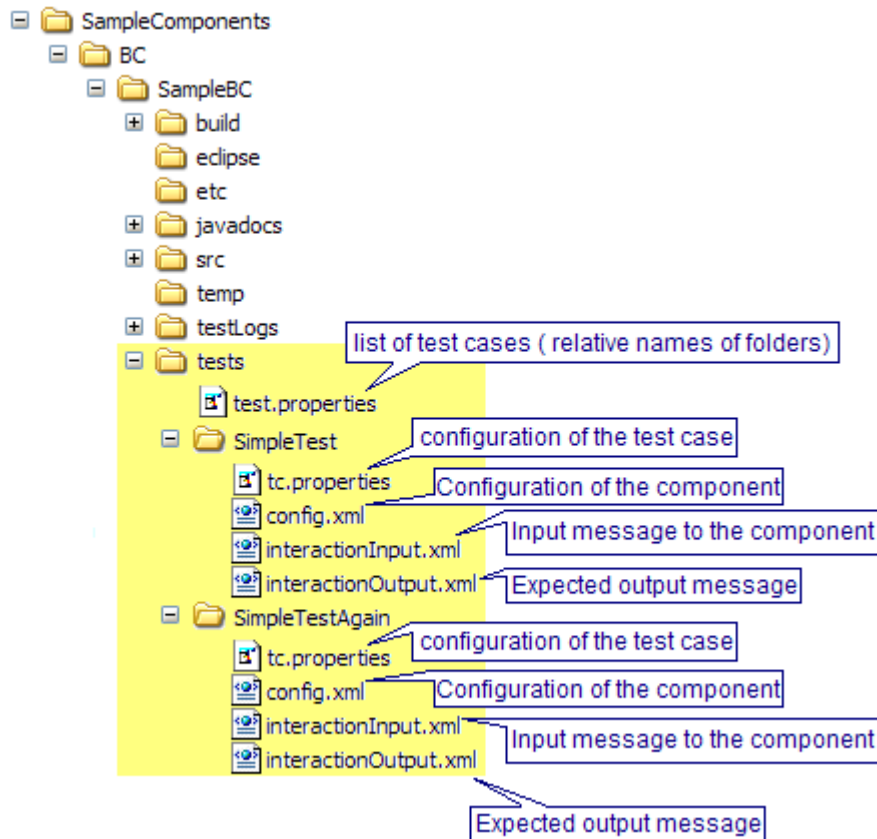 SampleComponents
BC
SampleBC
build
eclipse
etc
javadocs
src
temp
testLogs
list of test cases ( relative names of folders)
tests
test.properties
SimpleTest
configuration of the test case
tc.properties
Configuration of the component
config.xml
Input message to the component
interactionInput.xml
interactionOutput.xml
Expected output message
SimpleTestAgain
configuration of the test case
tc.properties
Configuration of the component
config.xml
interactionInput.xml
Input message to the component
interactionOutput.xml
Expected output message